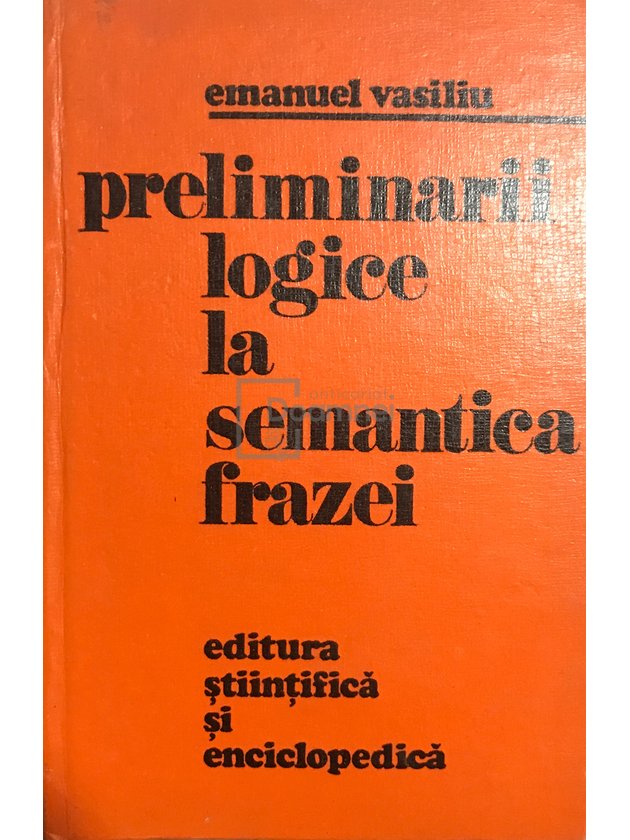 emanuel vasiliu
preliminarii
logice
la
semantica
frazei
editura
științifică
și
enciclopedică